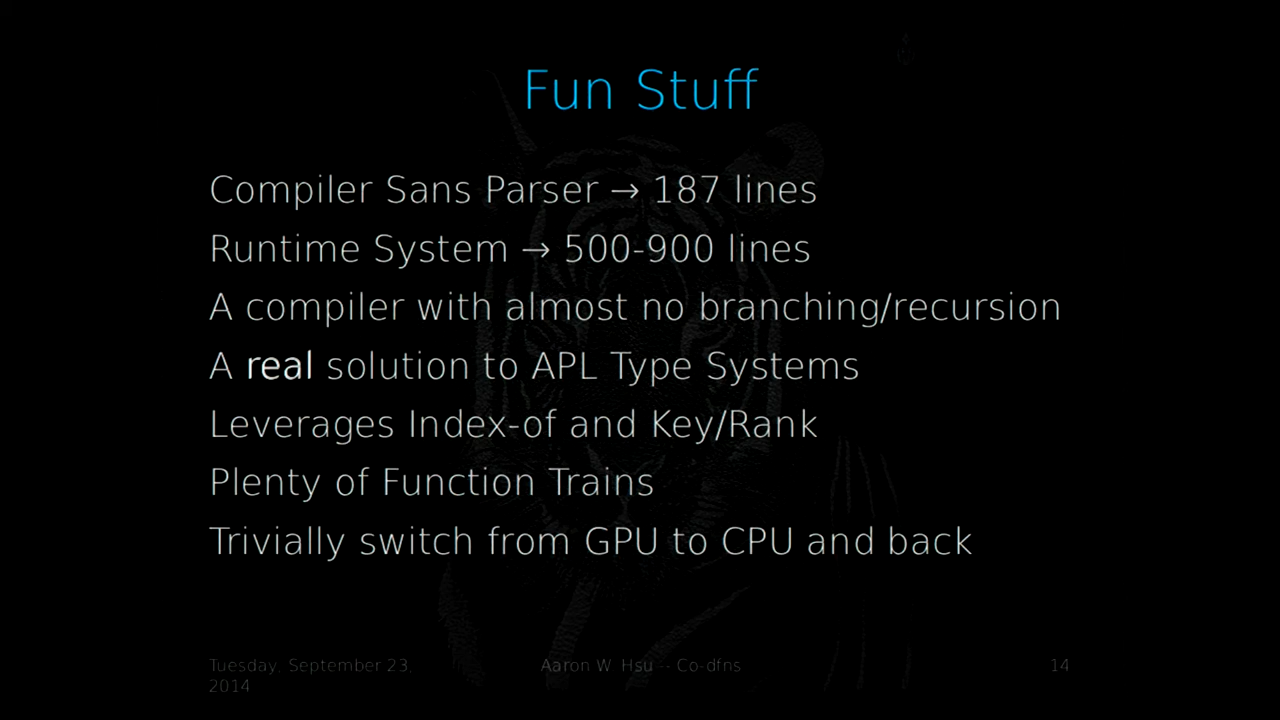 Fun Stuff
Compiler Sans Parser → 187 lines
Runtime System → 500-900 lines
A compiler with almost no branching/recursion
A real solution to APL Type Systems
Leverages Index-of and Key/Rank
Plenty of Function Trains
Trivially switch from GPU to CPU and back
Tuesday, September 23,
2014
Aaron W Hsu -- Co-dfns
14